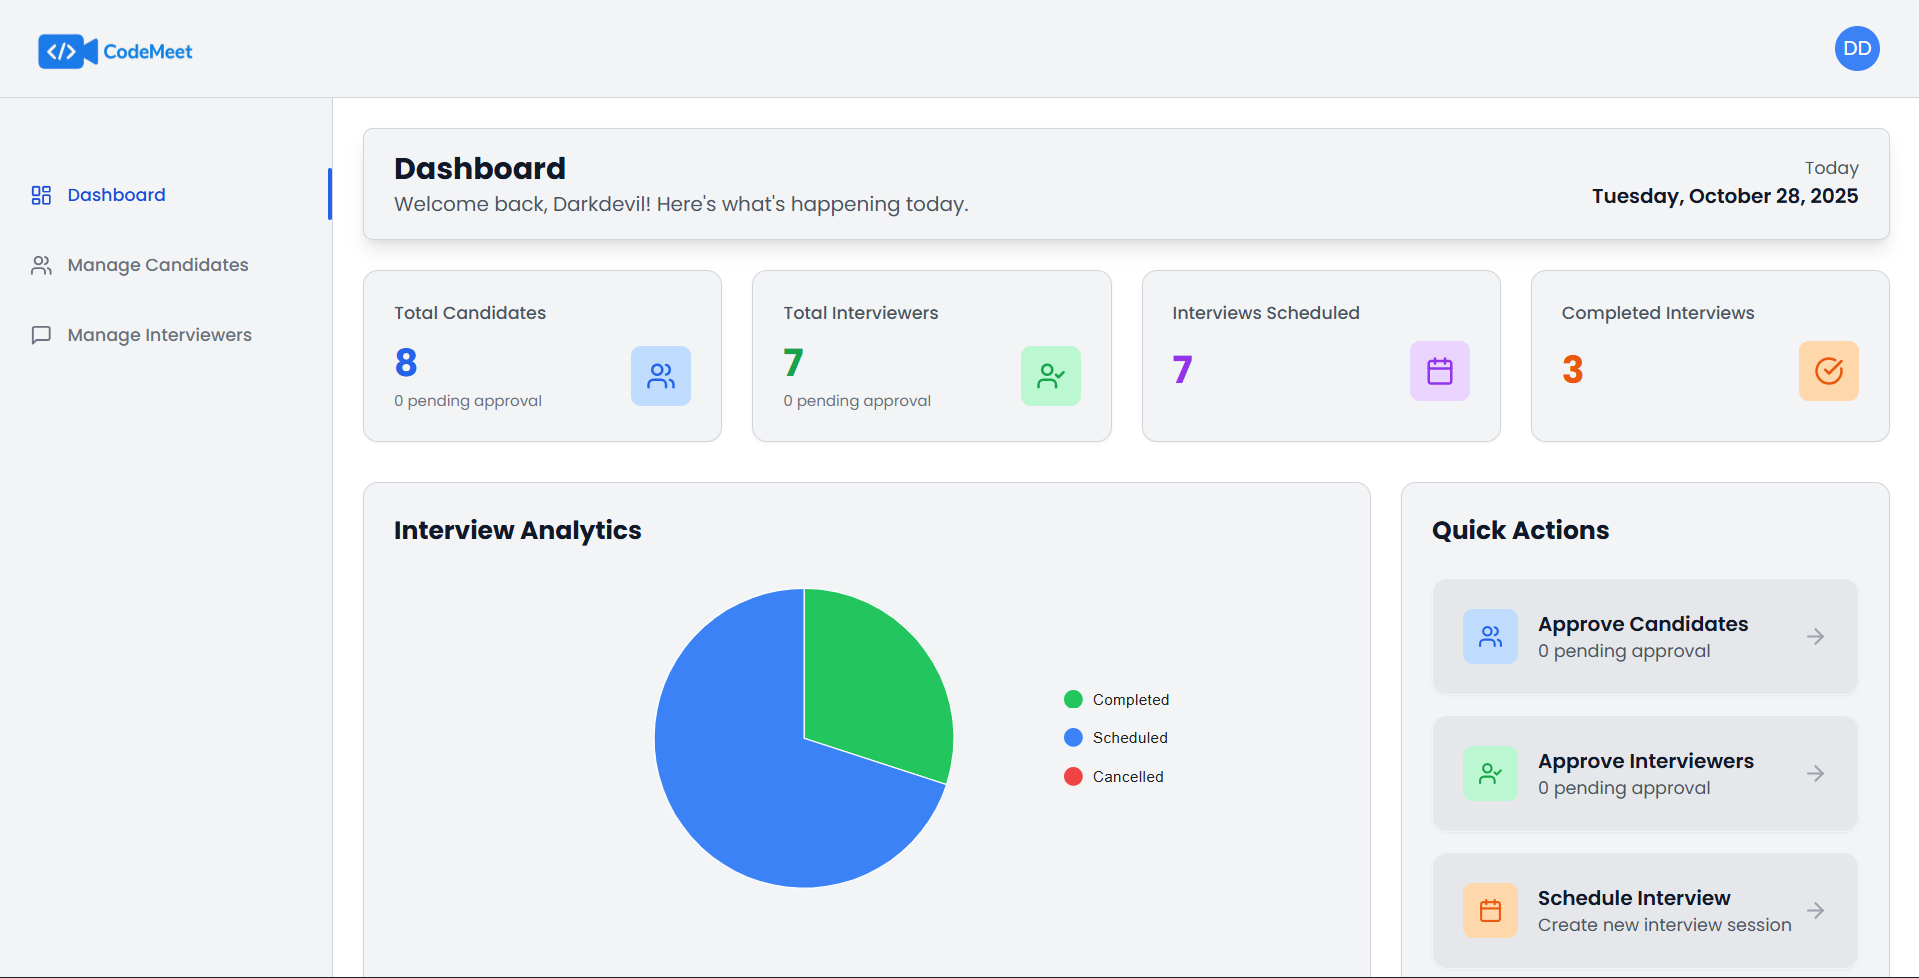 </> CodeMeet
DD
Dashboard
Manage Candidates
Manage Interviewers
Dashboard
Welcome back, Darkdevil! Here's what's happening today.
Today
Tuesday, October 28, 2025
Total Candidates
8
0 pending approval
Total Interviewers
7
0 pending approval
Interviews Scheduled
7
Completed Interviews
3
Interview Analytics
Completed
Scheduled
Cancelled
Quick Actions
Approve Candidates
0 pending approval
Approve Interviewers
0 pending approval
Schedule Interview
Create new interview session